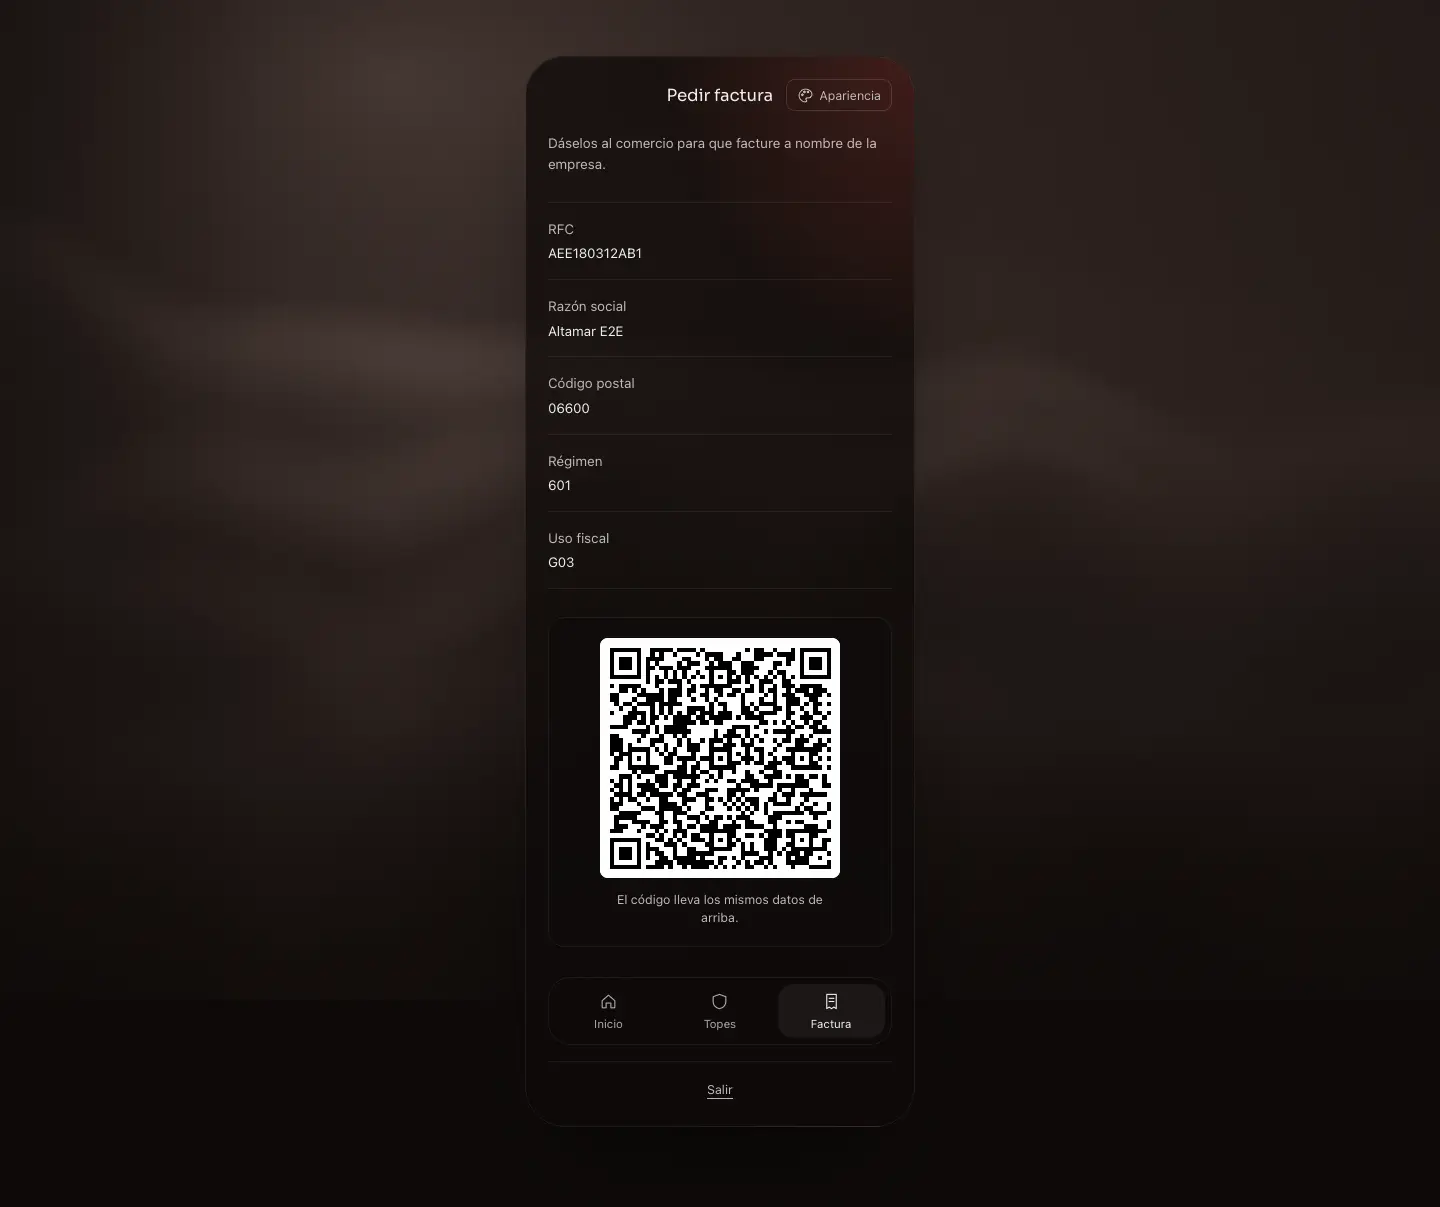 Pedir factura
Apariencia
Dáselos al comercio para que facture a nombre de la
empresa.
RFC
AEE180312AB1
Razón social
Altamar E2E
Código postal
06600
Régimen
601
Uso fiscal
G03
El código lleva los mismos datos de
arriba.
Inicio
Topes
Factura
Salir